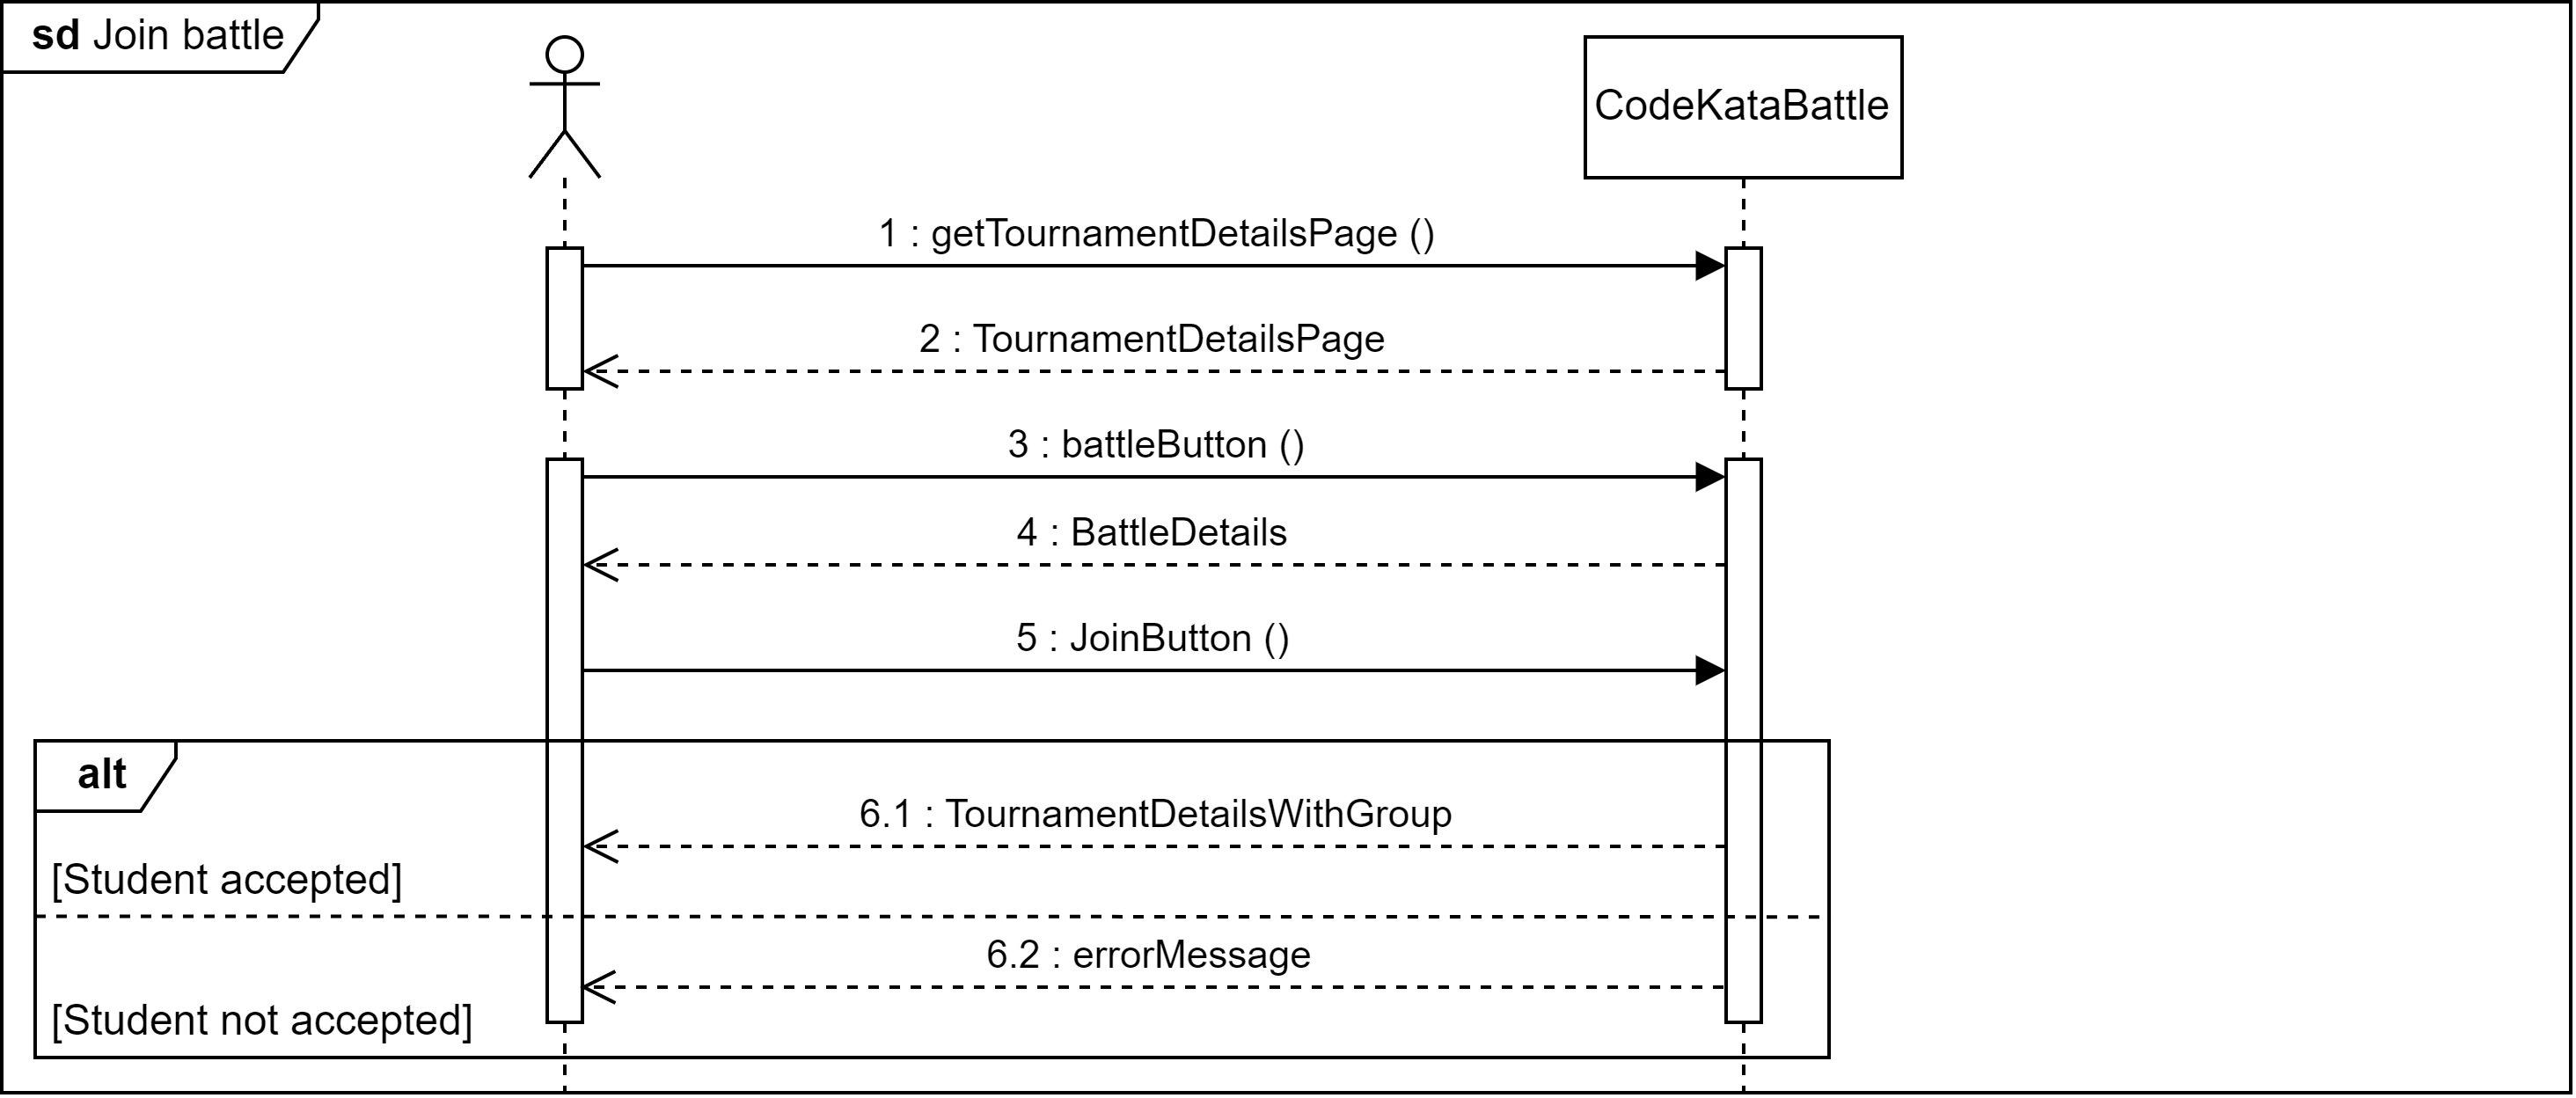 sd Join battle
CodeKataBattle
1 : getTournamentDetailsPage ()
2 : TournamentDetailsPage
3 : battleButton ()
4 : BattleDetails
5 : JoinButton ()
alt
6.1 : TournamentDetailsWithGroup
[Student accepted]
6.2 : errorMessage
[Student not accepted]